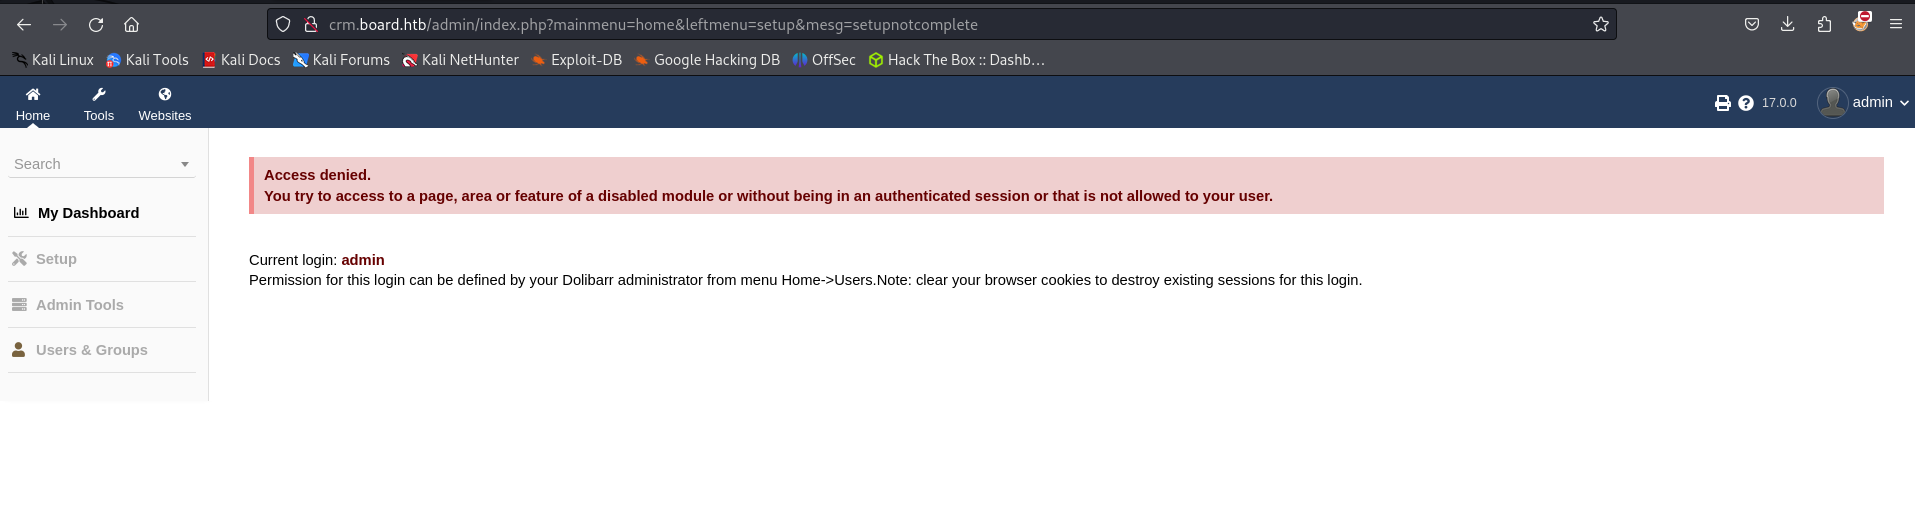 crm.board.htb/admin/index.php?mainmenu=home&leftmenu=setup&mesg=setupnotcomplete
Kali Linux Kali Tools Kali Docs Kali Forums Kali NetHunter Exploit-DB Google Hacking DB OffSec Hack The Box :: Dashb…
Home Tools Websites 17.0.0 admin
Search
My Dashboard
Setup
Admin Tools
Users & Groups
Access denied.
You try to access to a page, area or feature of a disabled module or without being in an authenticated session or that is not allowed to your user.
Current login: admin
Permission for this login can be defined by your Dolibarr administrator from menu Home->Users.Note: clear your browser cookies to destroy existing sessions for this login.